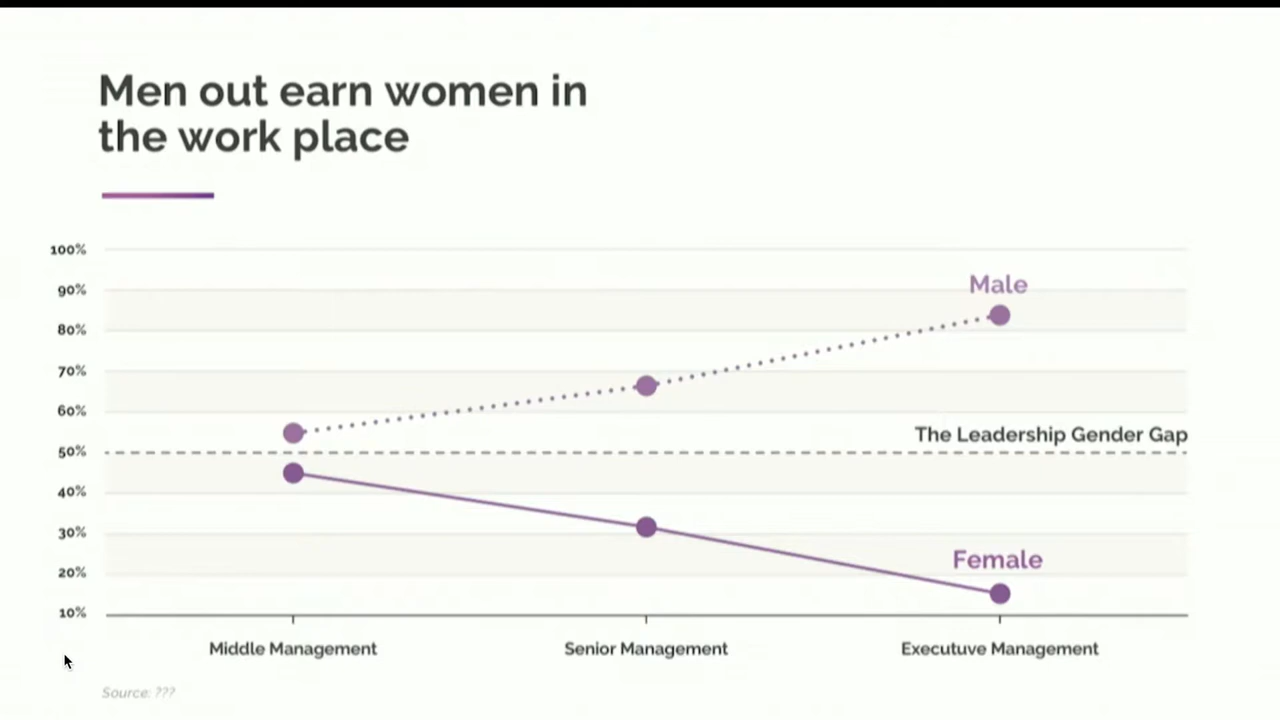 Men out earn women in
the work place
100%
90%
Male
80%
70%
60%
The Leadership Gender Gap
50%
40%
30%
Female
20%
10%
Middle Management
Senior Management
Executuve Management
Source: ???